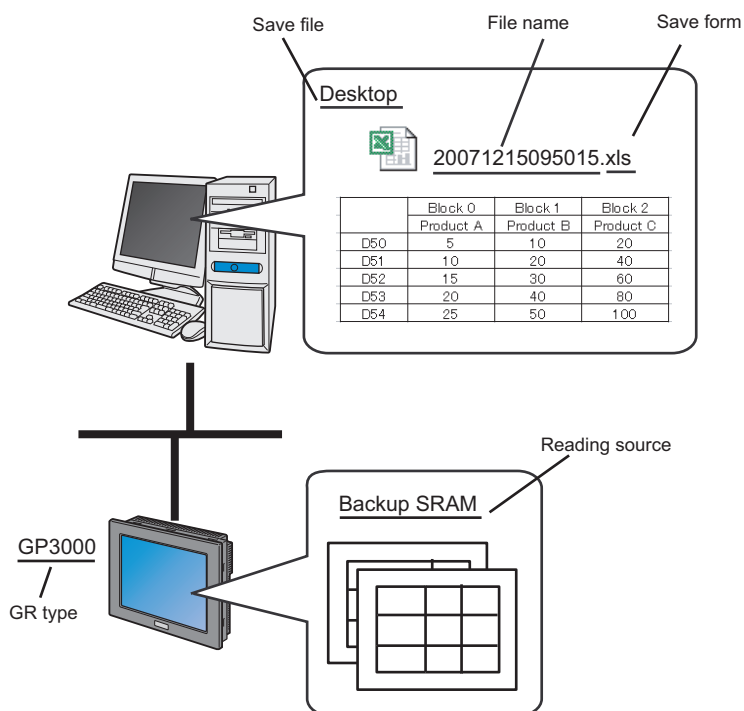 Save file
File name
Save form
Desktop
20071215095015.xls
Block 0 Block 1 Block 2
Product A Product B Product C
D50 5 10 20
D51 10 20 40
D52 15 30 60
D53 20 40 80
D54 25 50 100
Reading source
Backup SRAM
GP3000
GR type